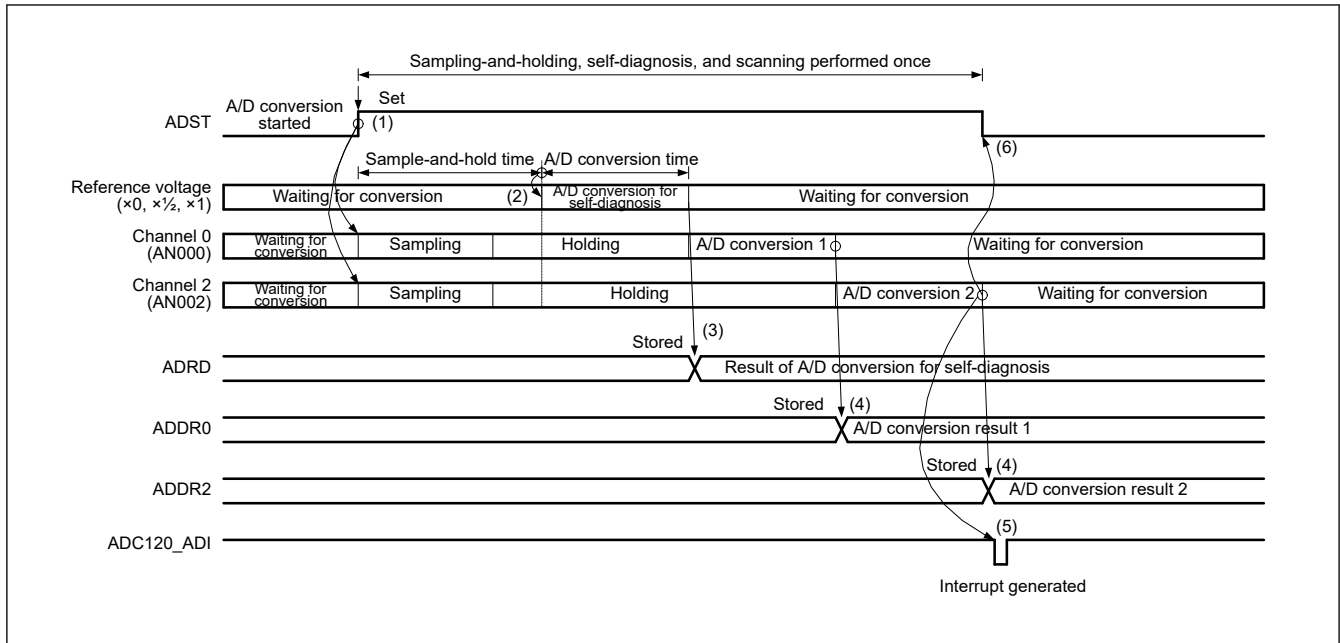 Sampling-and-holding, self-diagnosis, and scanning performed once
ADST
A/D conversion
started
Set
(1)
(6)
Sample-and-hold time
A/D conversion time
Reference voltage
(×0, ×½, ×1)
Waiting for conversion
(2)
A/D conversion for
self-diagnosis
Waiting for conversion
Channel 0
(AN000)
Waiting for
conversion
Sampling
Holding
A/D conversion 1
Waiting for conversion
Channel 2
(AN002)
Waiting for
conversion
Sampling
Holding
A/D conversion 2
Waiting for conversion
ADRD
Stored
(3)
Result of A/D conversion for self-diagnosis
ADDR0
Stored
(4)
A/D conversion result 1
ADDR2
Stored
(4)
A/D conversion result 2
ADC120_ADI
(5)
Interrupt generated